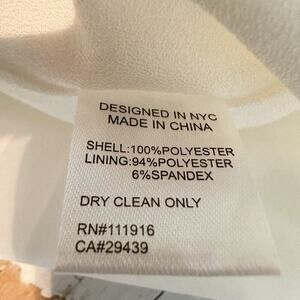 DESIGNED IN NYC
MADE IN CHINA
SHELL:100%POLYESTER
LINING:94%POLYESTER
6%SPANDEX
DRY CLEAN ONLY
RN#111916
CA#29439